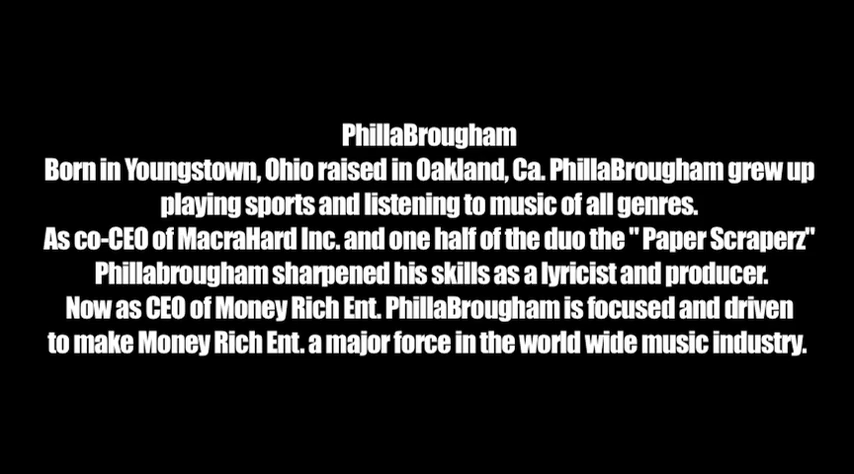 PhillaBrougham
Born in Youngstown, Ohio raised in Oakland, Ca. PhillaBrougham grew up
playing sports and listening to music of all genres.
As co-CEO of MacraHard Inc. and one half of the duo the " Paper Scraperz"
Phillabrougham sharpened his skills as a lyricist and producer.
Now as CEO of Money Rich Ent. PhillaBrougham is focused and driven
to make Money Rich Ent. a major force in the world wide music industry.